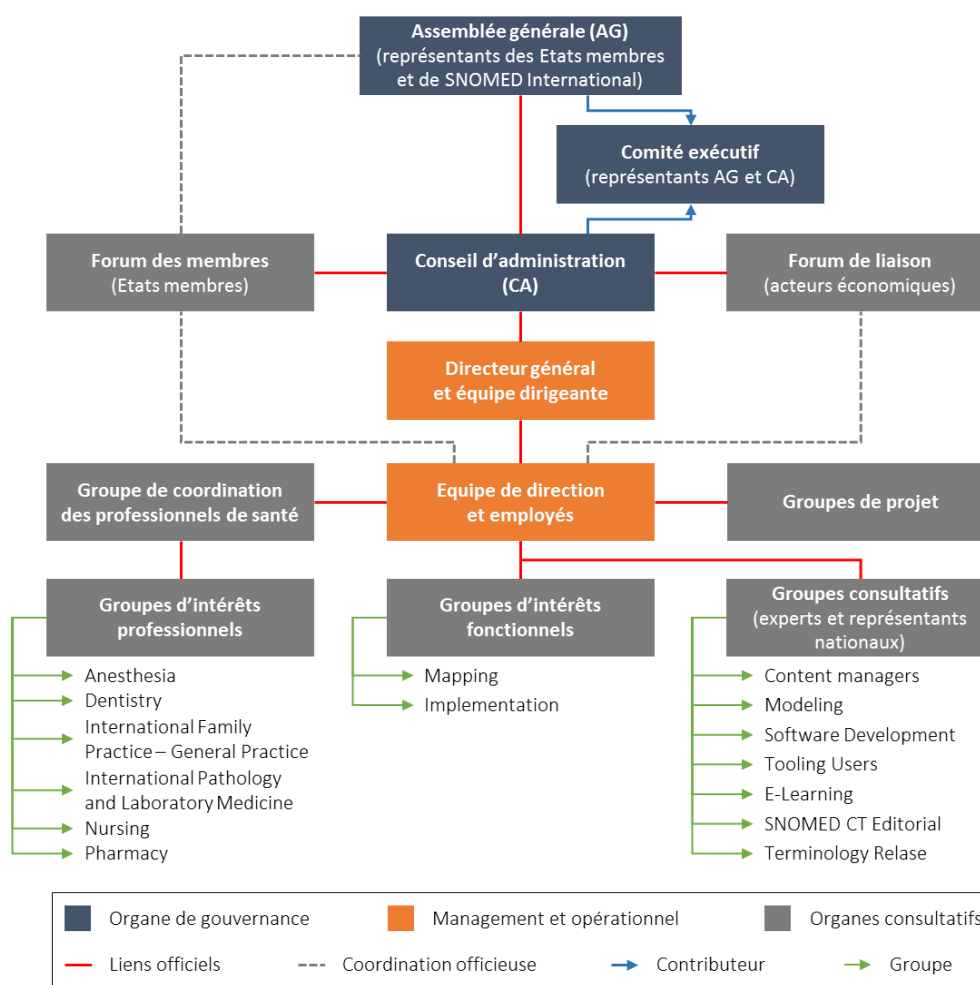 Assemblée générale (AG)
(représentants des Etats membres
et de SNOMED International)
Comité exécutif
(représentants AG et CA)
Forum des membres
(Etats membres)
Conseil d’administration
(CA)
Forum de liaison
(acteurs économiques)
Directeur général
et équipe dirigeante
Groupe de coordination
des professionnels de santé
Equipe de direction
et employés
Groupes de projet
Groupes d’intérêts
professionnels
Groupes d’intérêts
fonctionnels
Groupes consultatifs
(experts et représentants
nationaux)
Anesthesia
Dentistry
International Family
Practice – General Practice
International Pathology
and Laboratory Medicine
Nursing
Pharmacy
Mapping
Implementation
Content managers
Modeling
Software Development
Tooling Users
E-Learning
SNOMED CT Editorial
Terminology Relase
Organe de gouvernance
Management et opérationnel
Organes consultatifs
Liens officiels
Coordination officieuse
Contributeur
Groupe